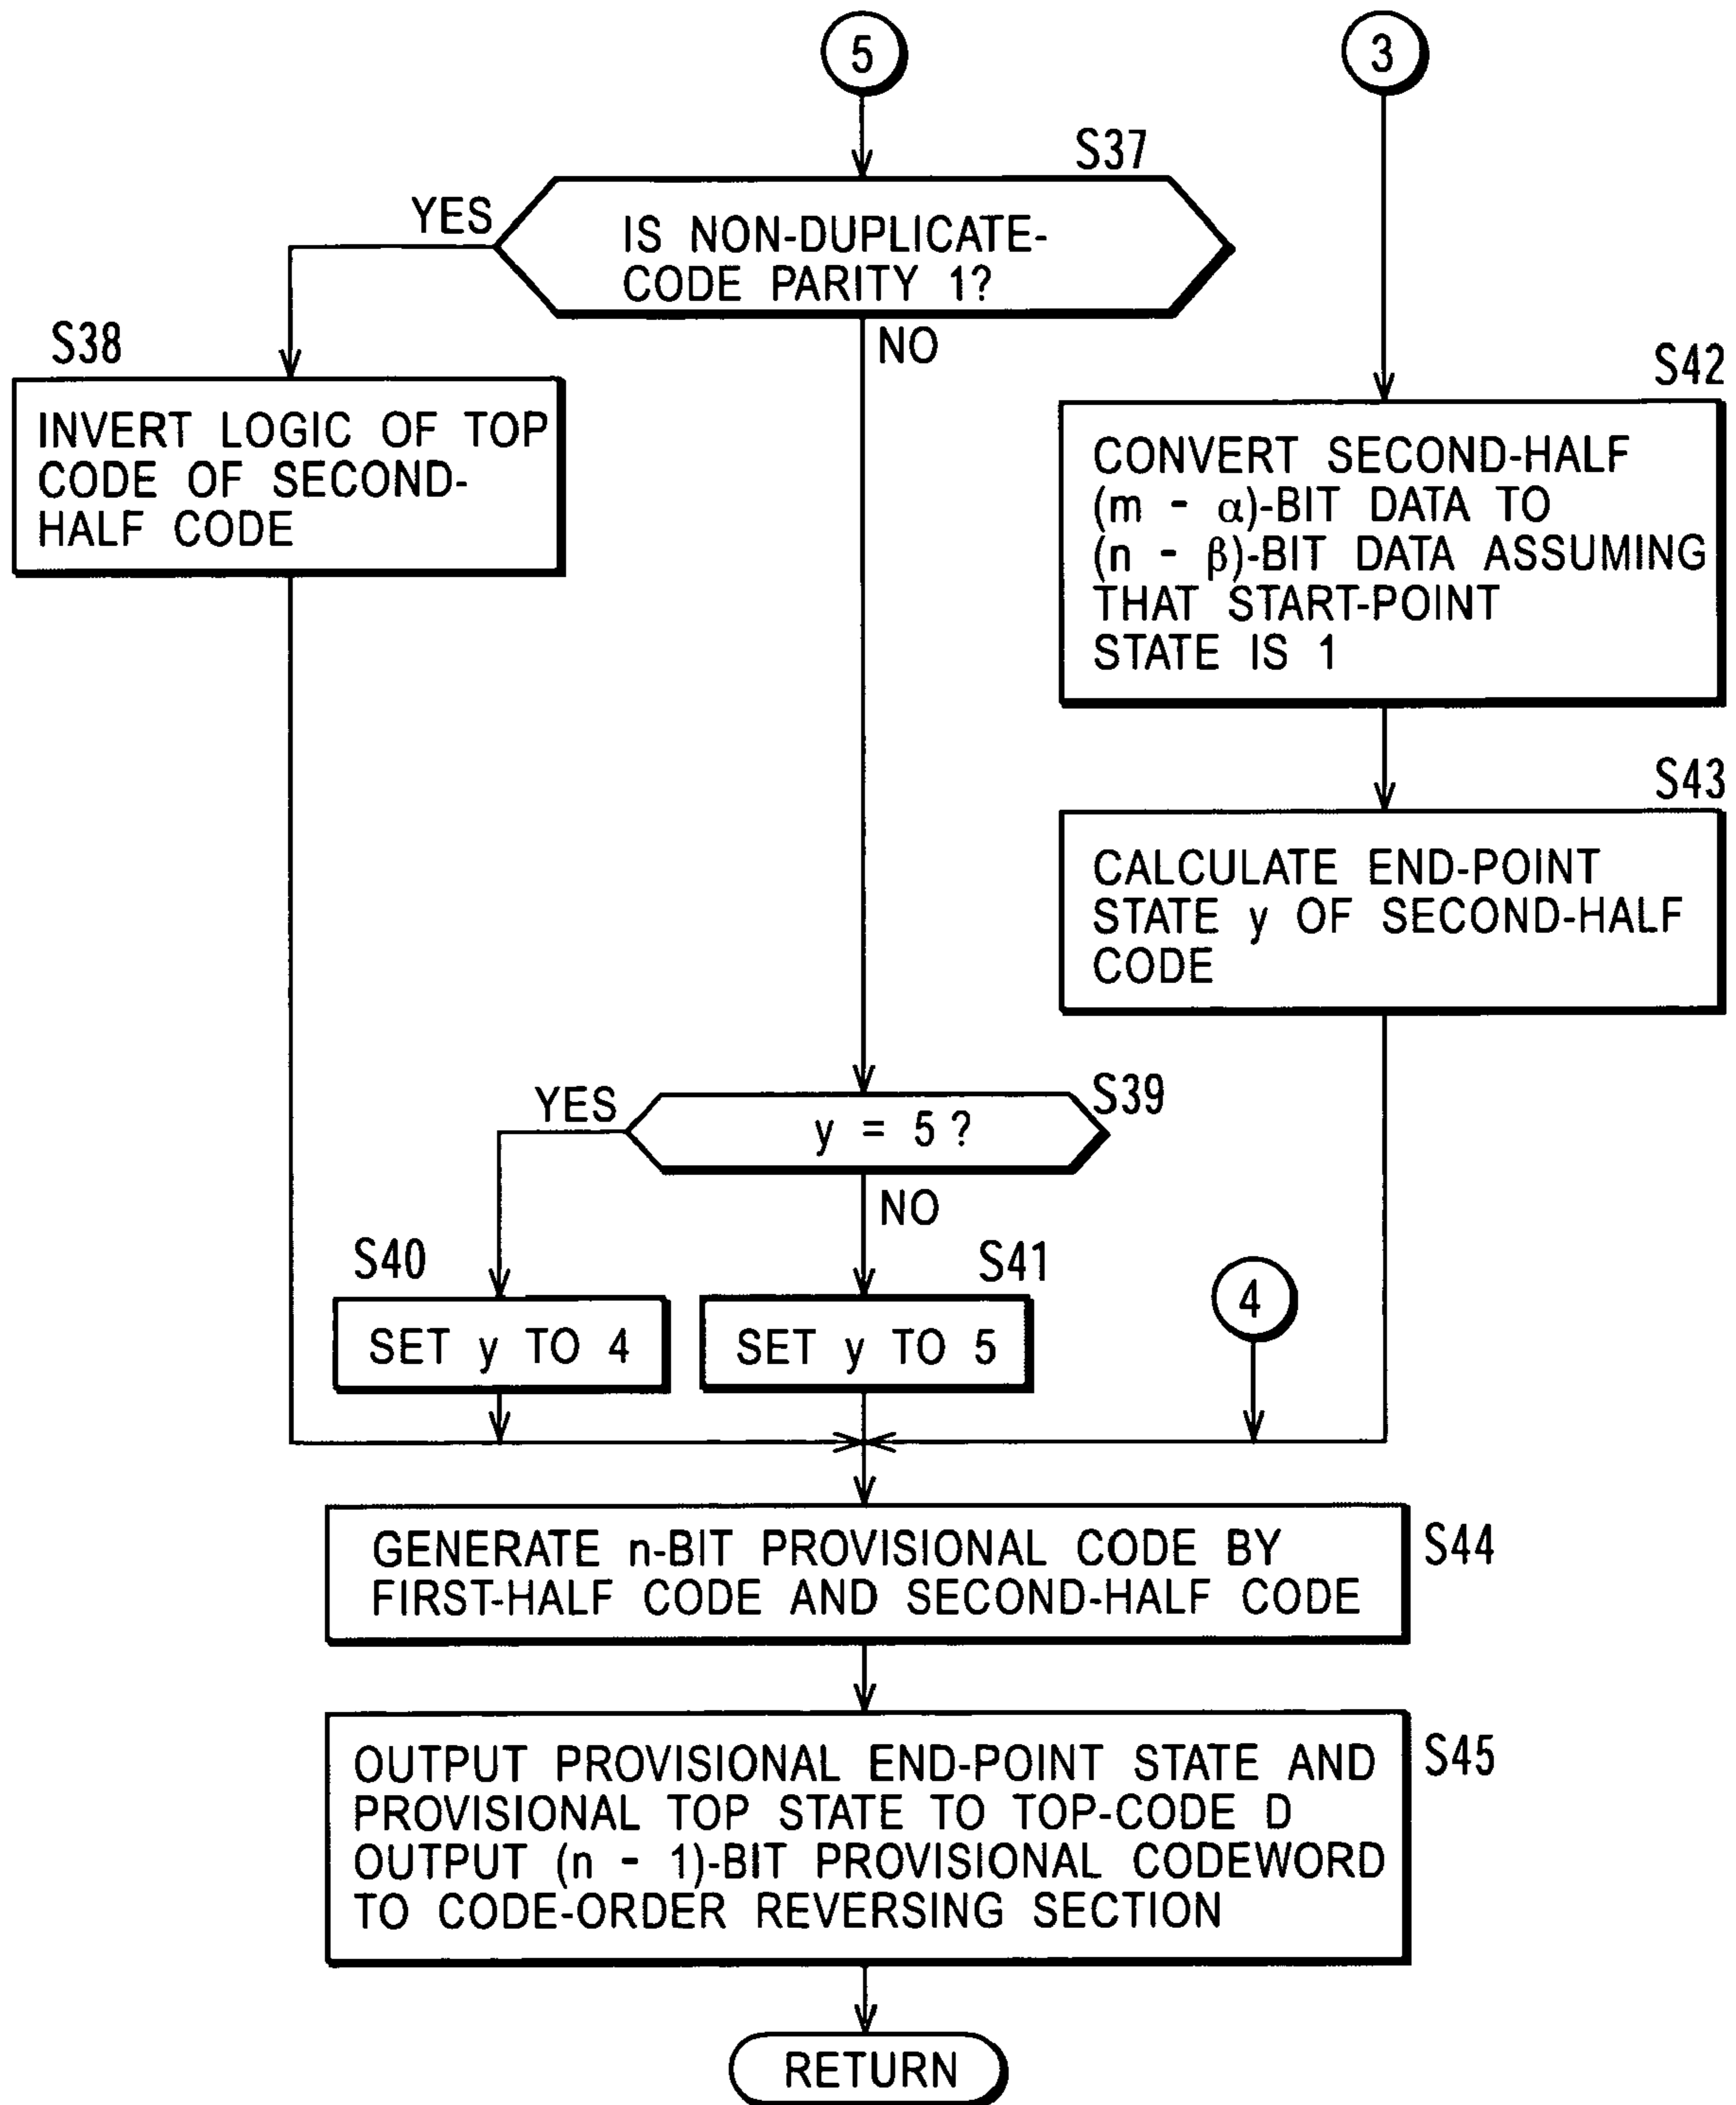 5
3
S37
YES
IS NON-DUPLICATE-
CODE PARITY 1?
NO
S38
INVERT LOGIC OF TOP
CODE OF SECOND-
HALF CODE
S42
CONVERT SECOND-HALF
(m - α)-BIT DATA TO
(n - β)-BIT DATA ASSUMING
THAT START-POINT
STATE IS 1
S43
CALCULATE END-POINT
STATE y OF SECOND-HALF
CODE
S39
YES
y = 5 ?
NO
S40
SET y TO 4
S41
SET y TO 5
4
GENERATE n-BIT PROVISIONAL CODE BY
FIRST-HALF CODE AND SECOND-HALF CODE
S44
OUTPUT PROVISIONAL END-POINT STATE AND
PROVISIONAL TOP STATE TO TOP-CODE D
OUTPUT (n - 1)-BIT PROVISIONAL CODEWORD
TO CODE-ORDER REVERSING SECTION
S45
RETURN